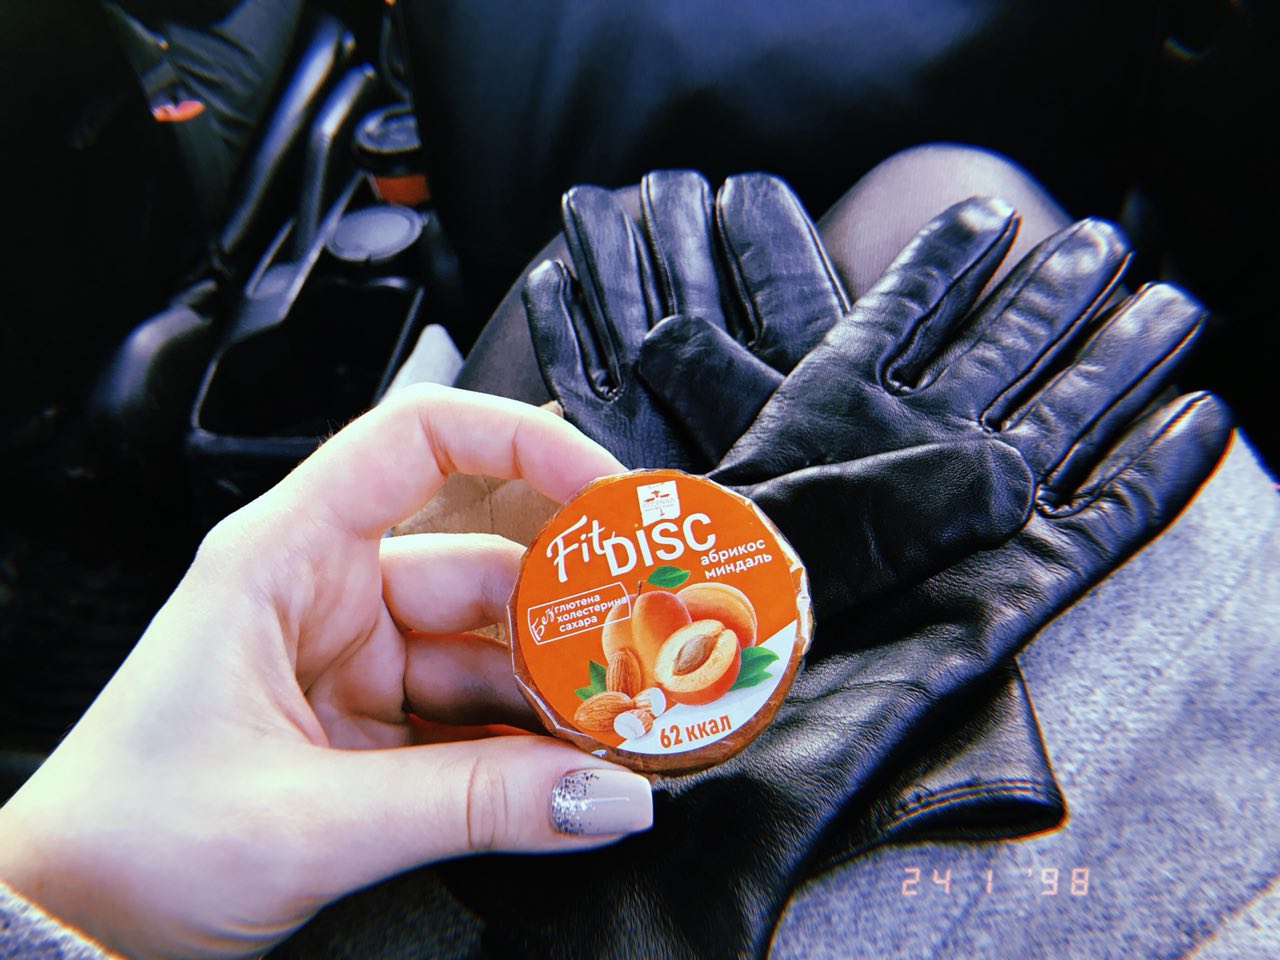 Fit
DISC
абрикос
миндаль
Без
глютена
холестерина
сахара
62 ккал
24 1 '98